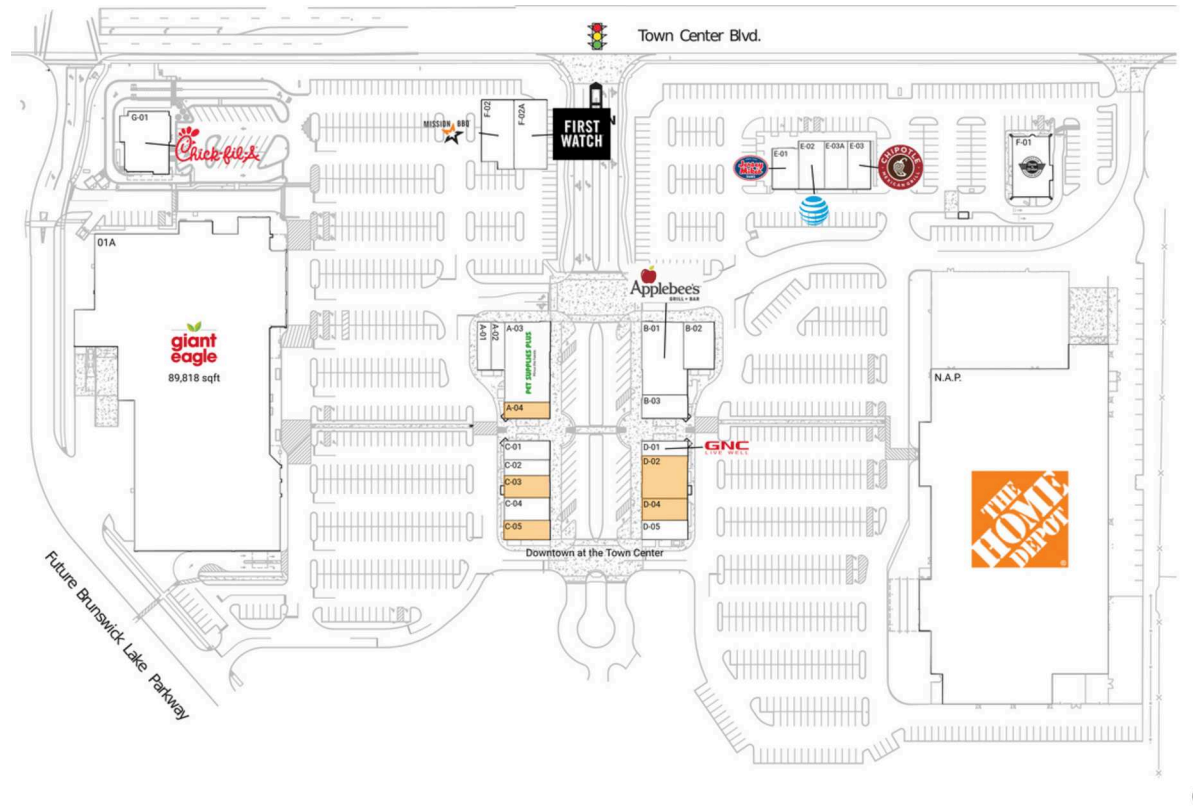 Town Center Blvd.
G-01
Chick-fil-A
MISSION BBQ
F-02
F-02A
FIRST
WATCH
E-01
E-02
E-03A
E-03
CHIPOTLE
MEXICAN GRILL
F-01
01A
giant
eagle
89,818 sqft
Applebee's
GRILL + BAR
A-01
A-02
A-03
PET SUPPLIES PLUS
A-04
B-01
B-02
B-03
N.A.P.
C-01
C-02
C-03
C-04
C-05
D-01
GNC
LIVE WELL
D-02
D-04
D-05
THE
HOME
DEPOT
Downtown at the Town Center
Future Brunswick Lake Parkway